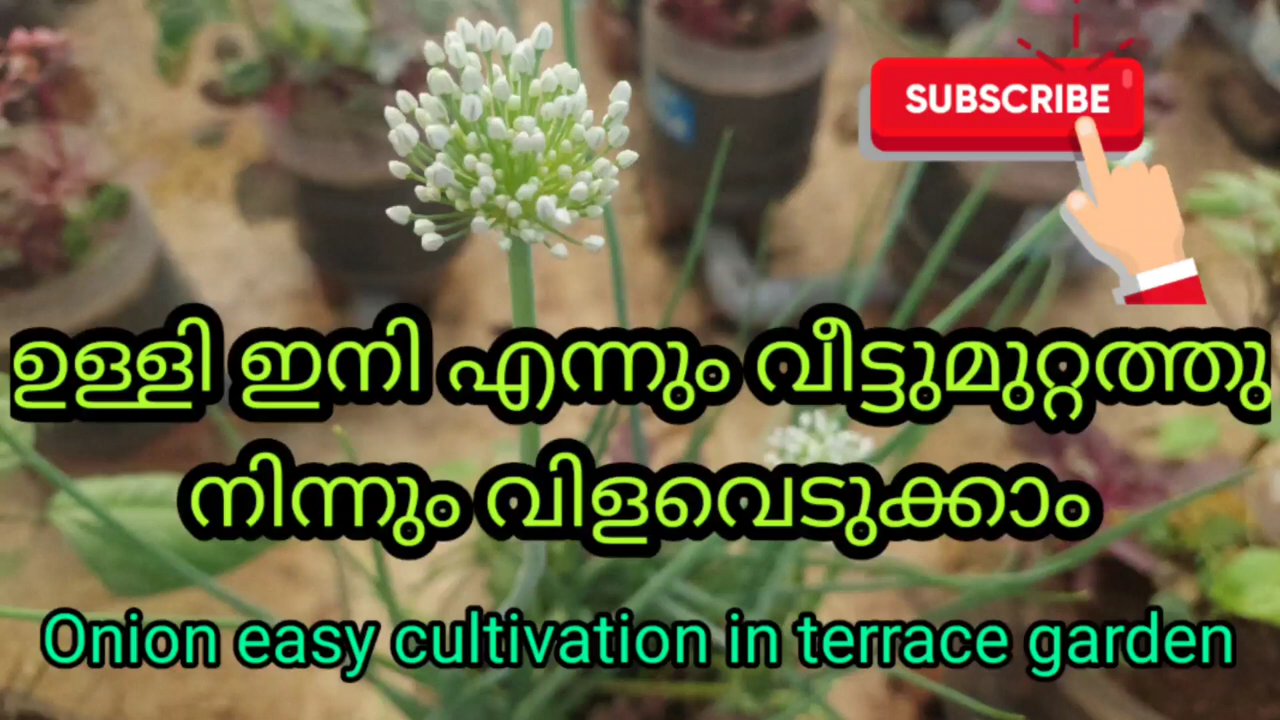 SUBSCRIBE
ഉള്ളി ഇനി എന്നും വീട്ടുമുറ്റത്തു
നിന്നും വിളവെടുക്കാം
Onion easy cultivation in terrace garden